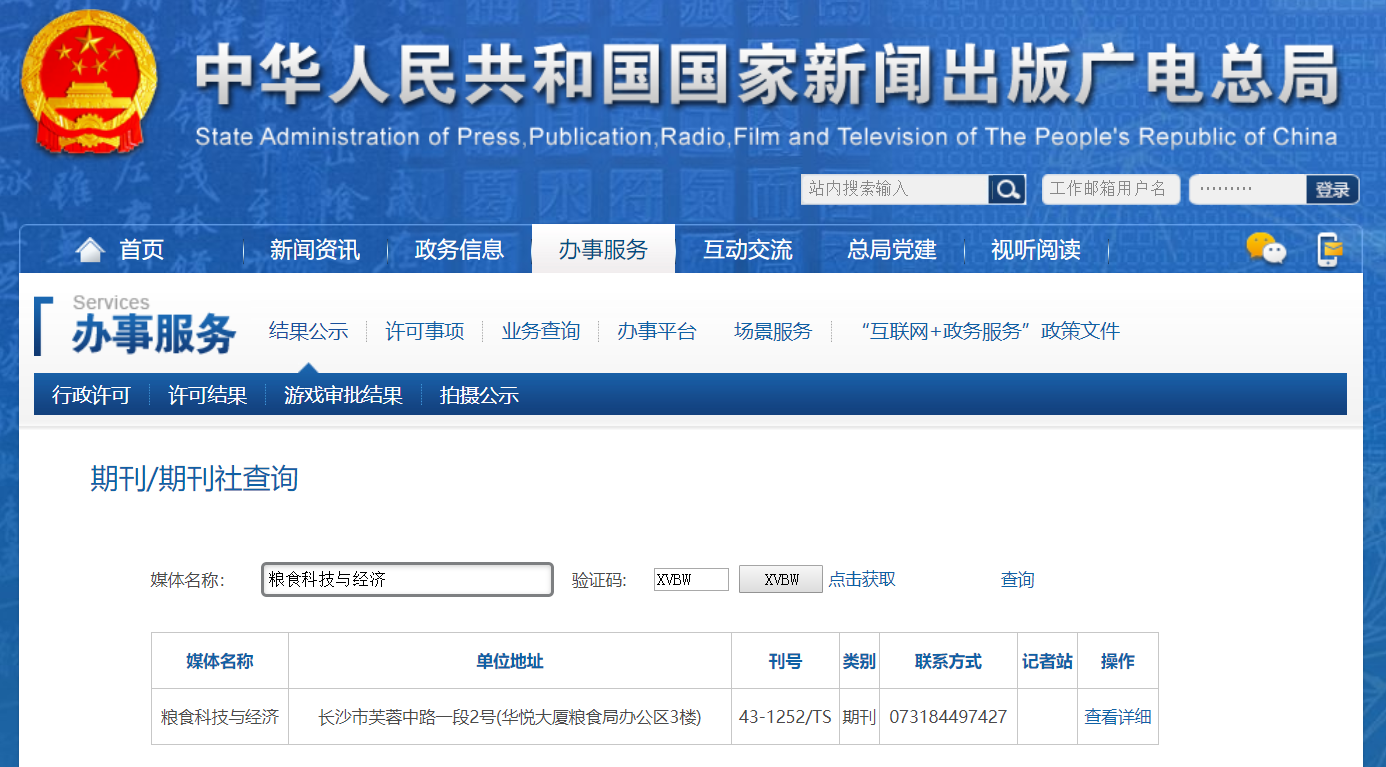 中华人民共和国国家新闻出版广电总局
State Administration of Press,Publication,Radio,Film and Television of The People's Republic of China
站内搜索输入 工作邮箱用户名 ········· 登录
首页 新闻资讯 政务信息 办事服务 互动交流 总局党建 视听阅读
Services
办事服务 结果公示 许可事项 业务查询 办事平台 场景服务 “互联网+政务服务”政策文件
行政许可 许可结果 游戏审批结果 拍摄公示
期刊/期刊社查询
媒体名称: 粮食科技与经济 验证码: XVBW XVBW 点击获取 查询
媒体名称 单位地址 刊号 类别 联系方式 记者站 操作
粮食科技与经济 长沙市芙蓉中路一段2号(华悦大厦粮食局办公区3楼) 43-1252/TS 期刊 073184497427 查看详细